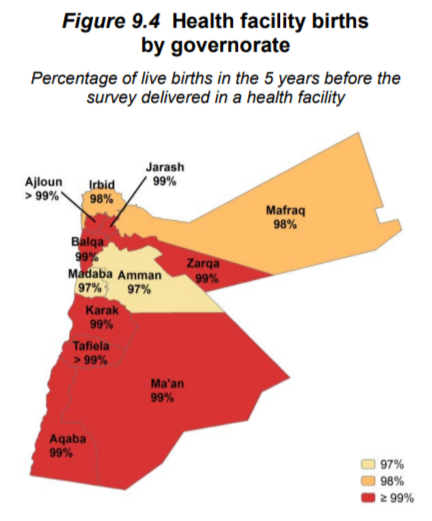 Figure 9.4 Health facility births
by governorate
Percentage of live births in the 5 years before the
survey delivered in a health facility
Jarash
99%
Ajloun
> 99%
Irbid
98%
Mafraq
98%
Balqa
99%
Zarqa
99%
Madaba
97%
Amman
97%
Karak
99%
Tafiela
> 99%
Ma'an
99%
Aqaba
99%
97%
98%
≥ 99%